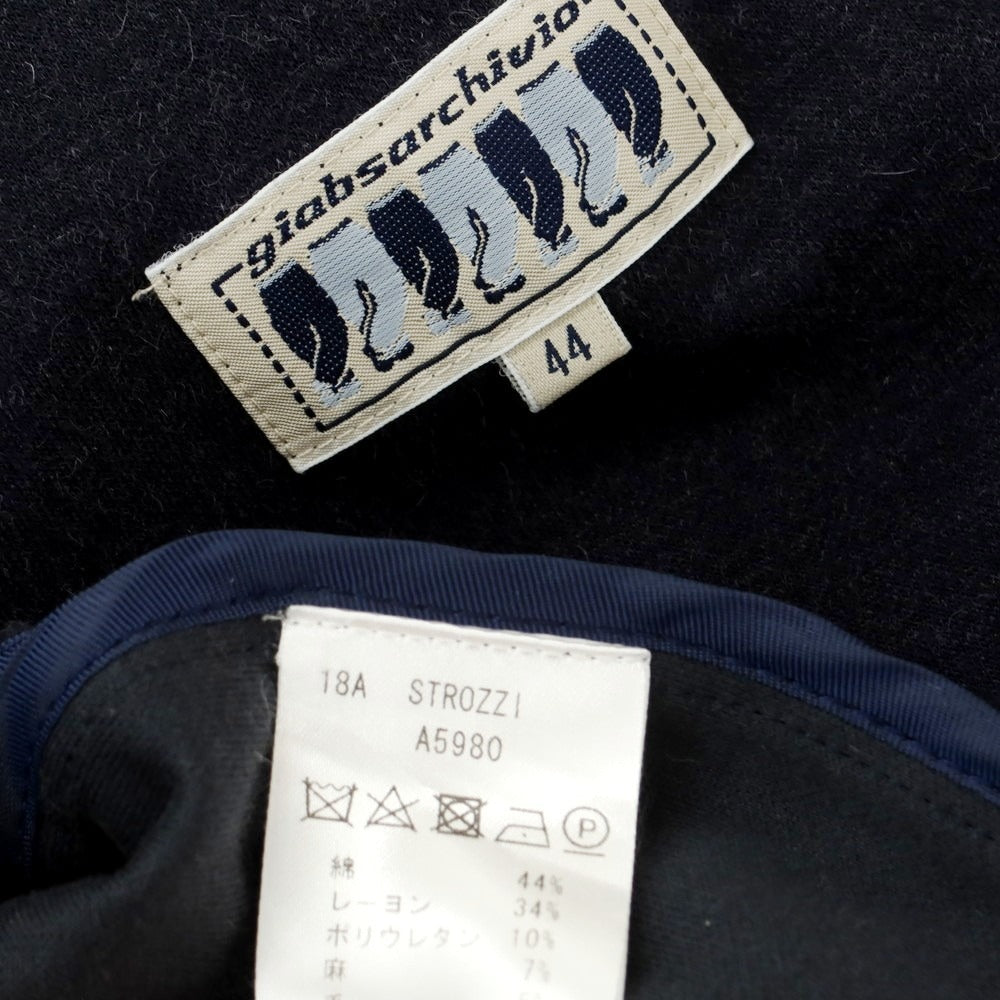 giabsarchivio
44
18A STROZZI
A5980
P
綿 44%
レーヨン 34%
ポリウレタン 10%
麻 7%